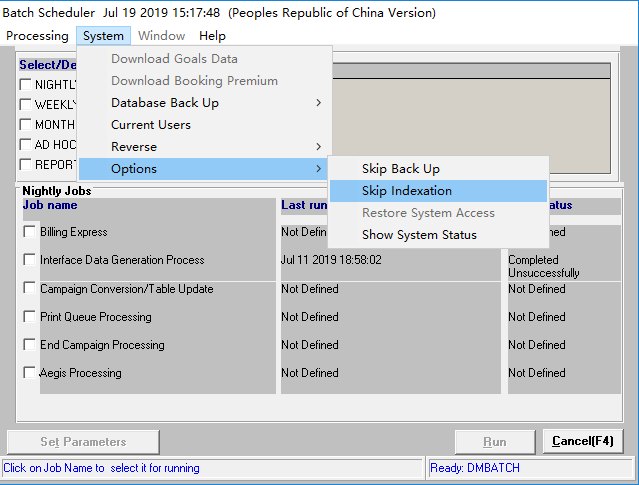 Batch Scheduler Jul 19 2019 15:17:48 (Peoples Republic of China Version)
Processing System Window Help
Select/De
Download Goals Data
Download Booking Premium
Database Back Up
Current Users
Reverse
Options
NIGHTLY
WEEKLY
MONTH
AD HOC
REPORT
Skip Back Up
Skip Indexation
Restore System Access
Show System Status
Nightly Jobs
Job name Last run atus
Billing Express Not Defin ned
Interface Data Generation Process Jul 11 2019 18:58:02 Completed
Unsuccessfully
Campaign Conversion/Table Update Not Defined Not Defined
Print Queue Processing Not Defined Not Defined
End Campaign Processing Not Defined Not Defined
Aegis Processing Not Defined Not Defined
Set Parameters Run Cancel(F4)
Click on Job Name to select it for running Ready: DMBATCH